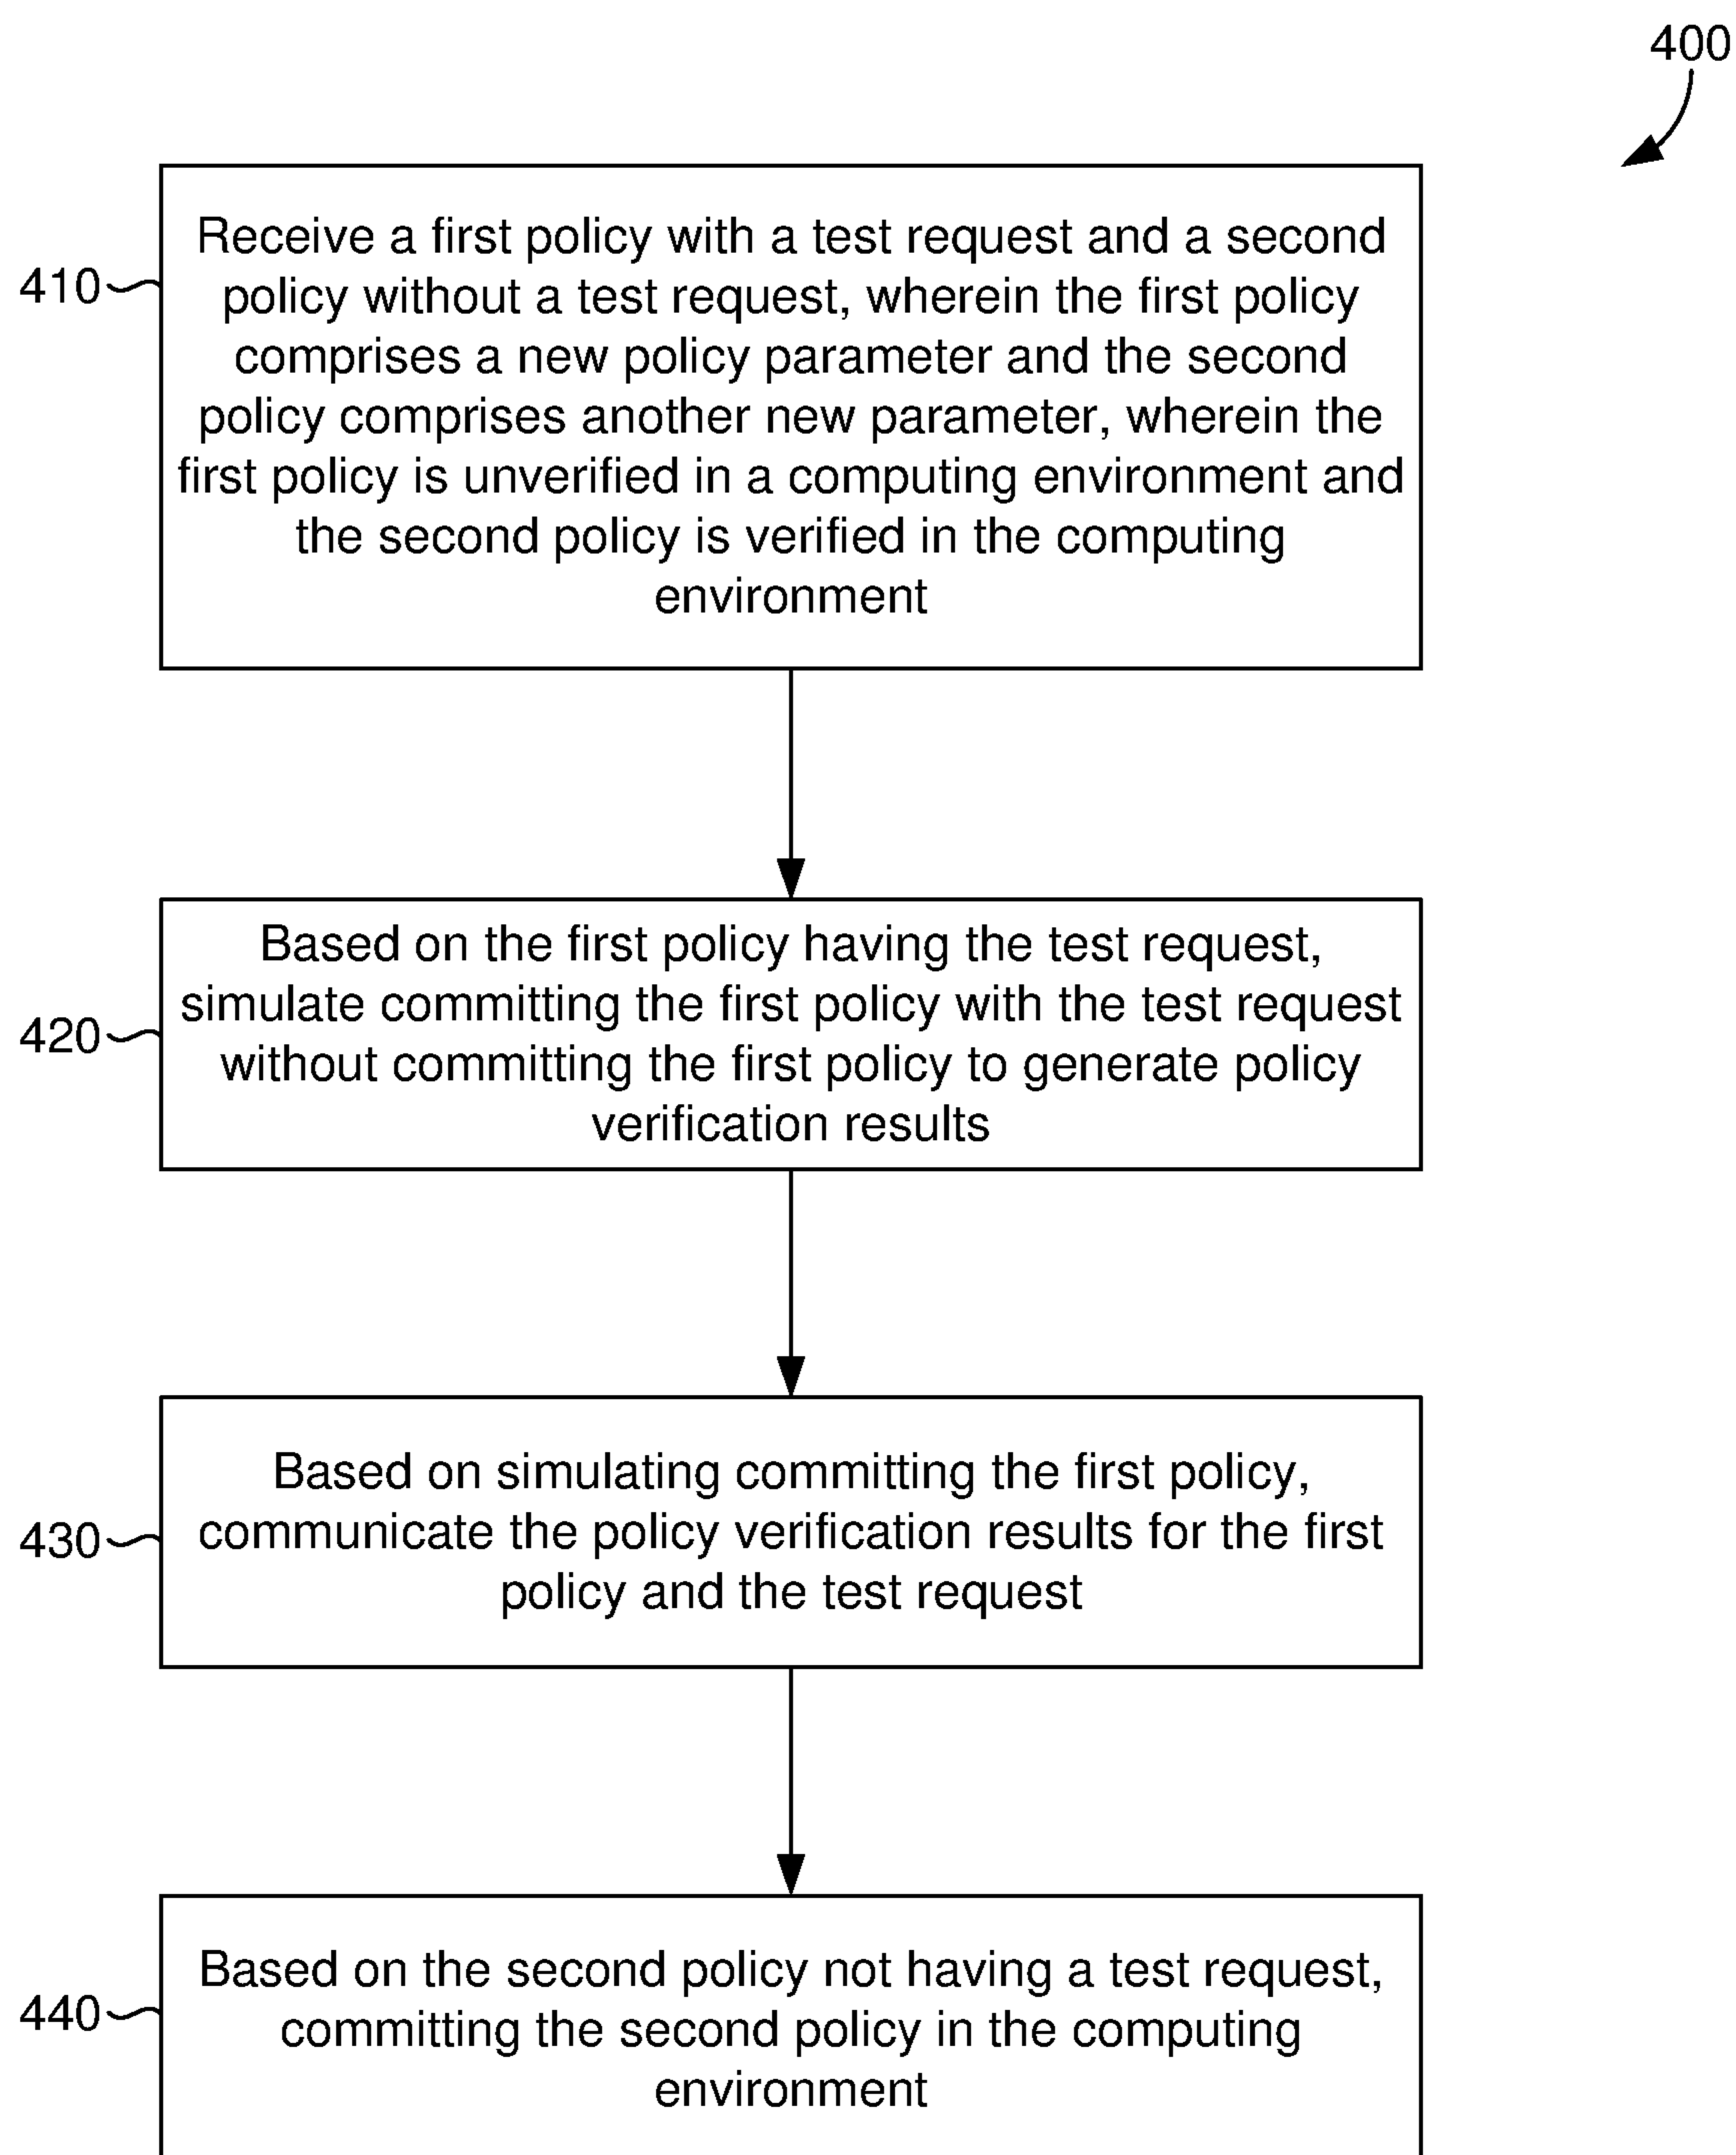 400
410
Receive a first policy with a test request and a second
policy without a test request, wherein the first policy
comprises a new policy parameter and the second
policy comprises another new parameter, wherein the
first policy is unverified in a computing environment and
the second policy is verified in the computing
environment
420
Based on the first policy having the test request,
simulate committing the first policy with the test request
without committing the first policy to generate policy
verification results
430
Based on simulating committing the first policy,
communicate the policy verification results for the first
policy and the test request
440
Based on the second policy not having a test request,
committing the second policy in the computing
environment